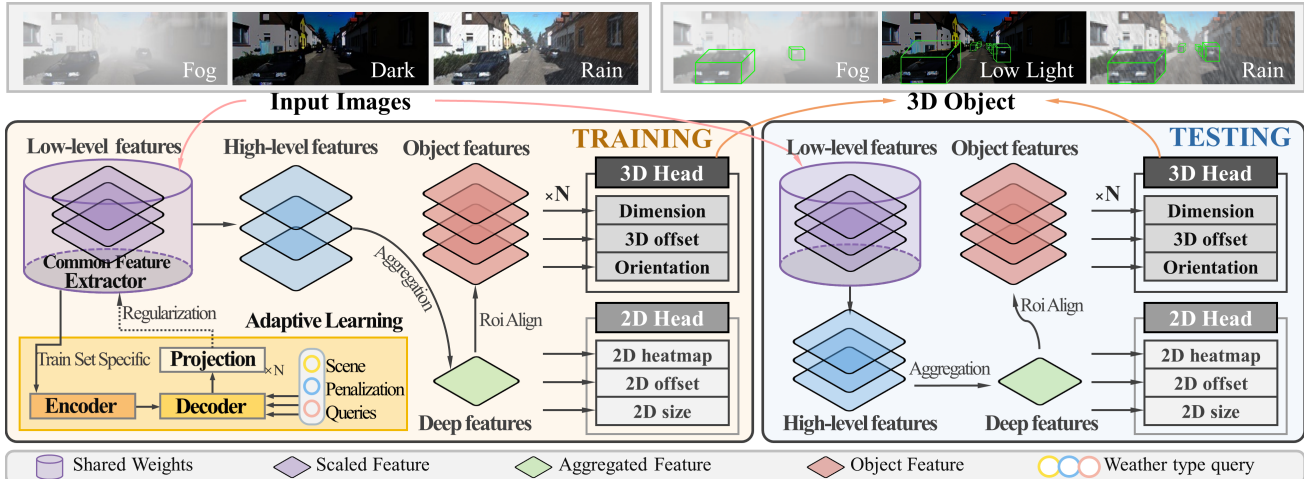 Fog
Dark
Rain
Fog
Low Light
Rain
Input Images
3D Object
TRAINING
Low-level features
High-level features
Object features
Common Feature
Extractor
Aggregation
×N
3D Head
Dimension
3D offset
Orientation
Regularization
Adaptive Learning
Roi Align
Train Set Specific
Projection
×N
Scene
Penalization
Queries
Encoder
Decoder
Deep features
2D Head
2D heatmap
2D offset
2D size
TESTING
Low-level features
Object features
×N
3D Head
Dimension
3D offset
Orientation
Roi Align
Aggregation
High-level features
Deep features
2D Head
2D heatmap
2D offset
2D size
Shared Weights
Scaled Feature
Aggregated Feature
Object Feature
Weather type query